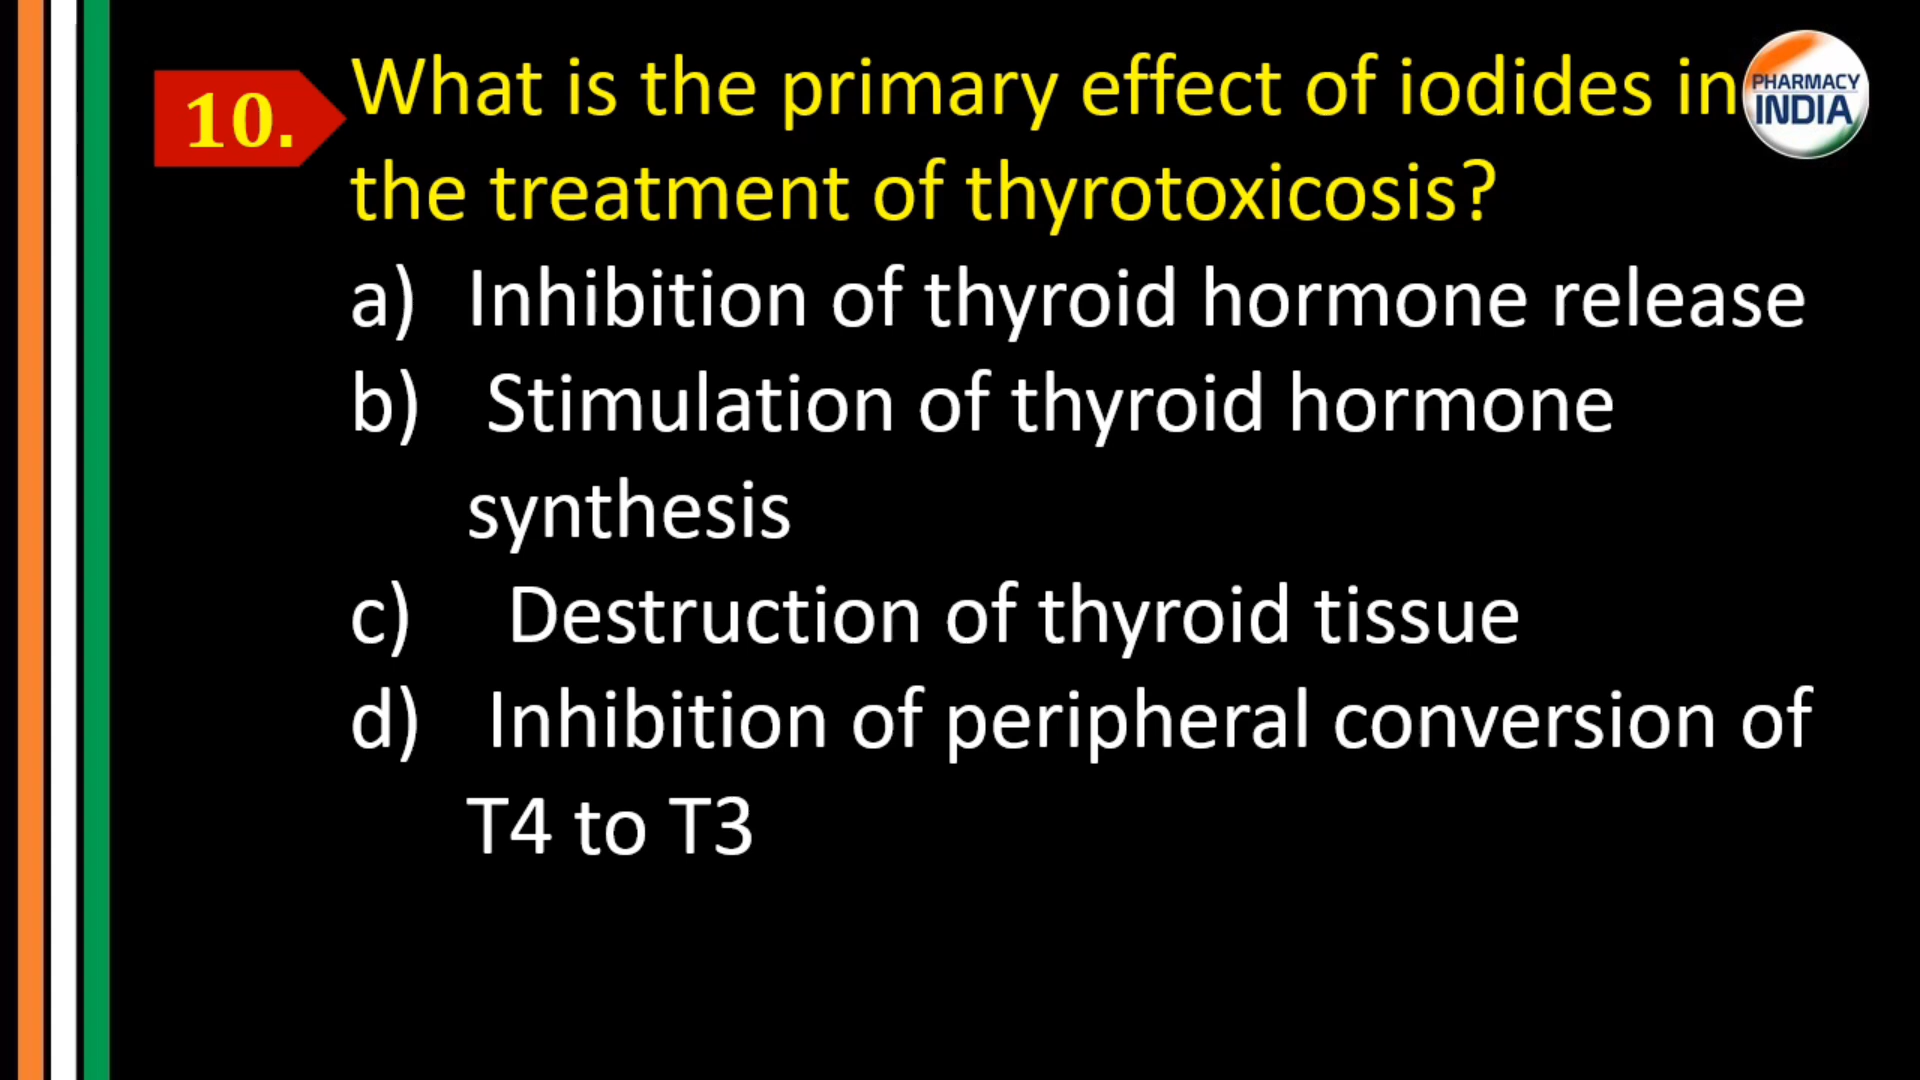 10.
What is the primary effect of iodides in
PHARMACY
INDIA
the treatment of thyrotoxicosis?
a) Inhibition of thyroid hormone release
b) Stimulation of thyroid hormone
synthesis
c) Destruction of thyroid tissue
d) Inhibition of peripheral conversion of
T4 to T3